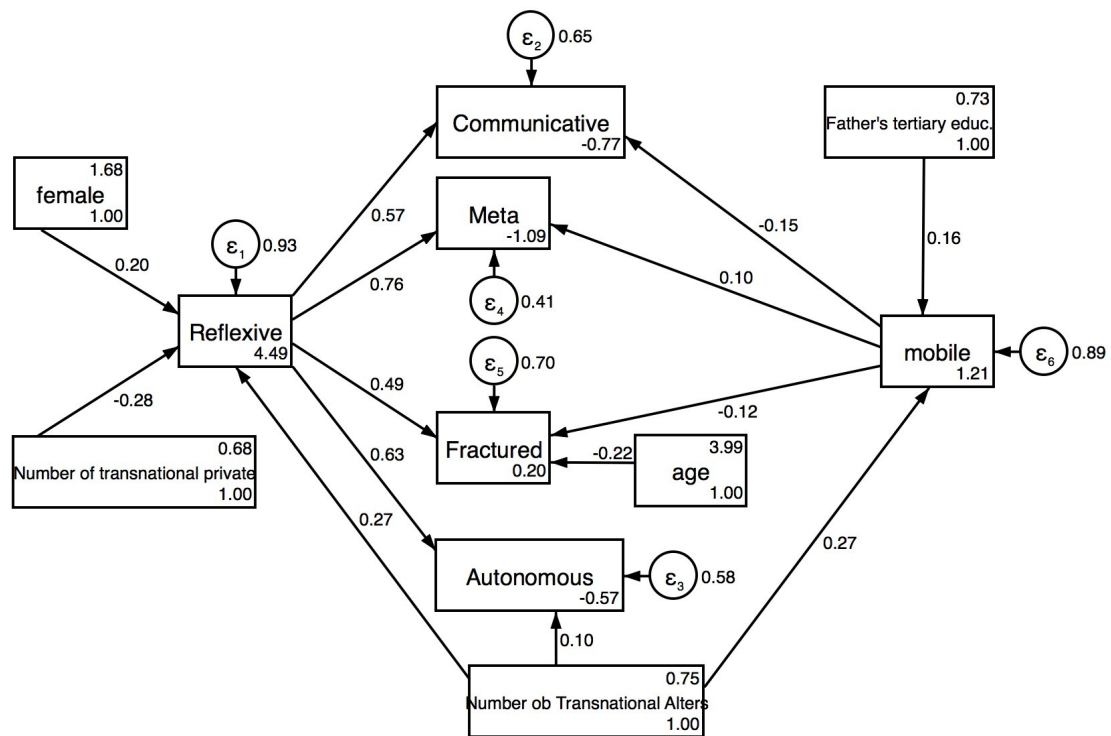 ε2 0.65
Communicative
-0.77
0.73
Father's tertiary educ.
1.00
1.68
female
1.00
Meta
-1.09
0.57
-0.15
0.16
ε1 0.93
0.20
0.76
0.10
ε4 0.41
Reflexive
4.49
mobile
1.21
ε6 0.89
ε5 0.70
0.49
-0.12
-0.28
0.68
Number of transnational private
1.00
Fractured
0.20
-0.22
3.99
age
1.00
0.63
0.27
0.27
Autonomous
-0.57
ε3 0.58
0.10
0.75
Number ob Transnational Alters
1.00